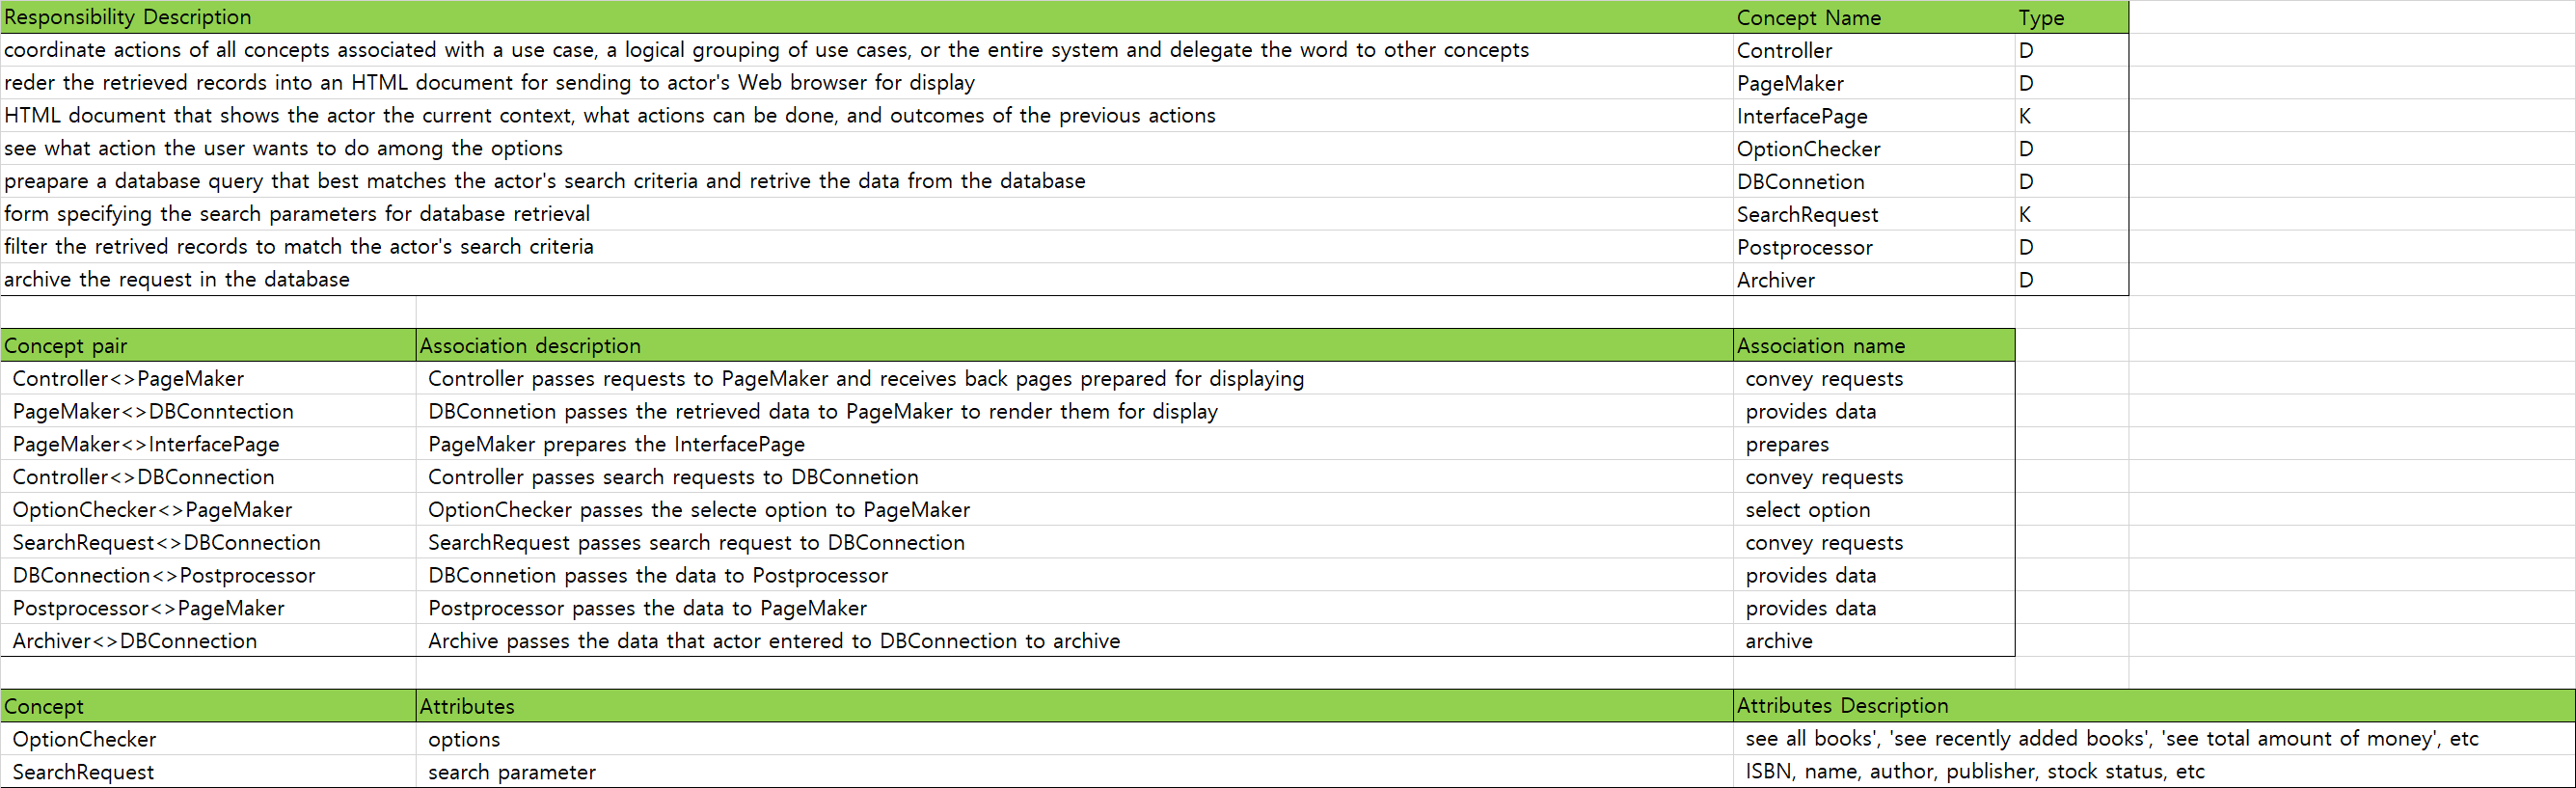 Responsibility Description Concept Name Type
coordinate actions of all concepts associated with a use case, a logical grouping of use cases, or the entire system and delegate the word to other concepts Controller D
reder the retrieved records into an HTML document for sending to actor's Web browser for display PageMaker D
HTML document that shows the actor the current context, what actions can be done, and outcomes of the previous actions InterfacePage K
see what action the user wants to do among the options OptionChecker D
preapare a database query that best matches the actor's search criteria and retrive the data from the database DBConnetion D
form specifying the search parameters for database retrieval SearchRequest K
filter the retrived records to match the actor's search criteria Postprocessor D
archive the request in the database Archiver D
Concept pair Association description Association name
Controller<>PageMaker Controller passes requests to PageMaker and receives back pages prepared for displaying convey requests
PageMaker<>DBConntection DBConnetion passes the retrieved data to PageMaker to render them for display provides data
PageMaker<>InterfacePage PageMaker prepares the InterfacePage prepares
Controller<>DBConnection Controller passes search requests to DBConnetion convey requests
OptionChecker<>PageMaker OptionChecker passes the selecte option to PageMaker select option
SearchRequest<>DBConnection SearchRequest passes search request to DBConnection convey requests
DBConnection<>Postprocessor DBConnetion passes the data to Postprocessor provides data
Postprocessor<>PageMaker Postprocessor passes the data to PageMaker provides data
Archiver<>DBConnection Archive passes the data that actor entered to DBConnection to archive archive
Concept Attributes Attributes Description
OptionChecker options see all books', 'see recently added books', 'see total amount of money', etc
SearchRequest search parameter ISBN, name, author, publisher, stock status, etc